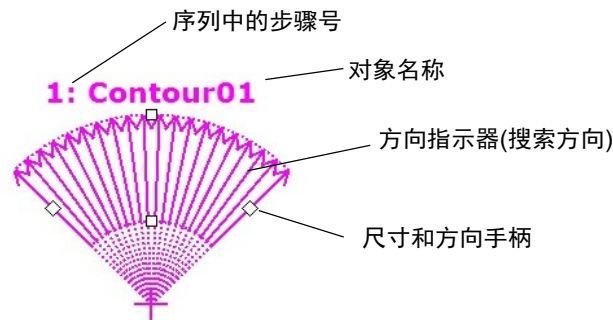 序列中的步骤号
对象名称
1: Contour01
方向指示器(搜索方向)
尺寸和方向手柄